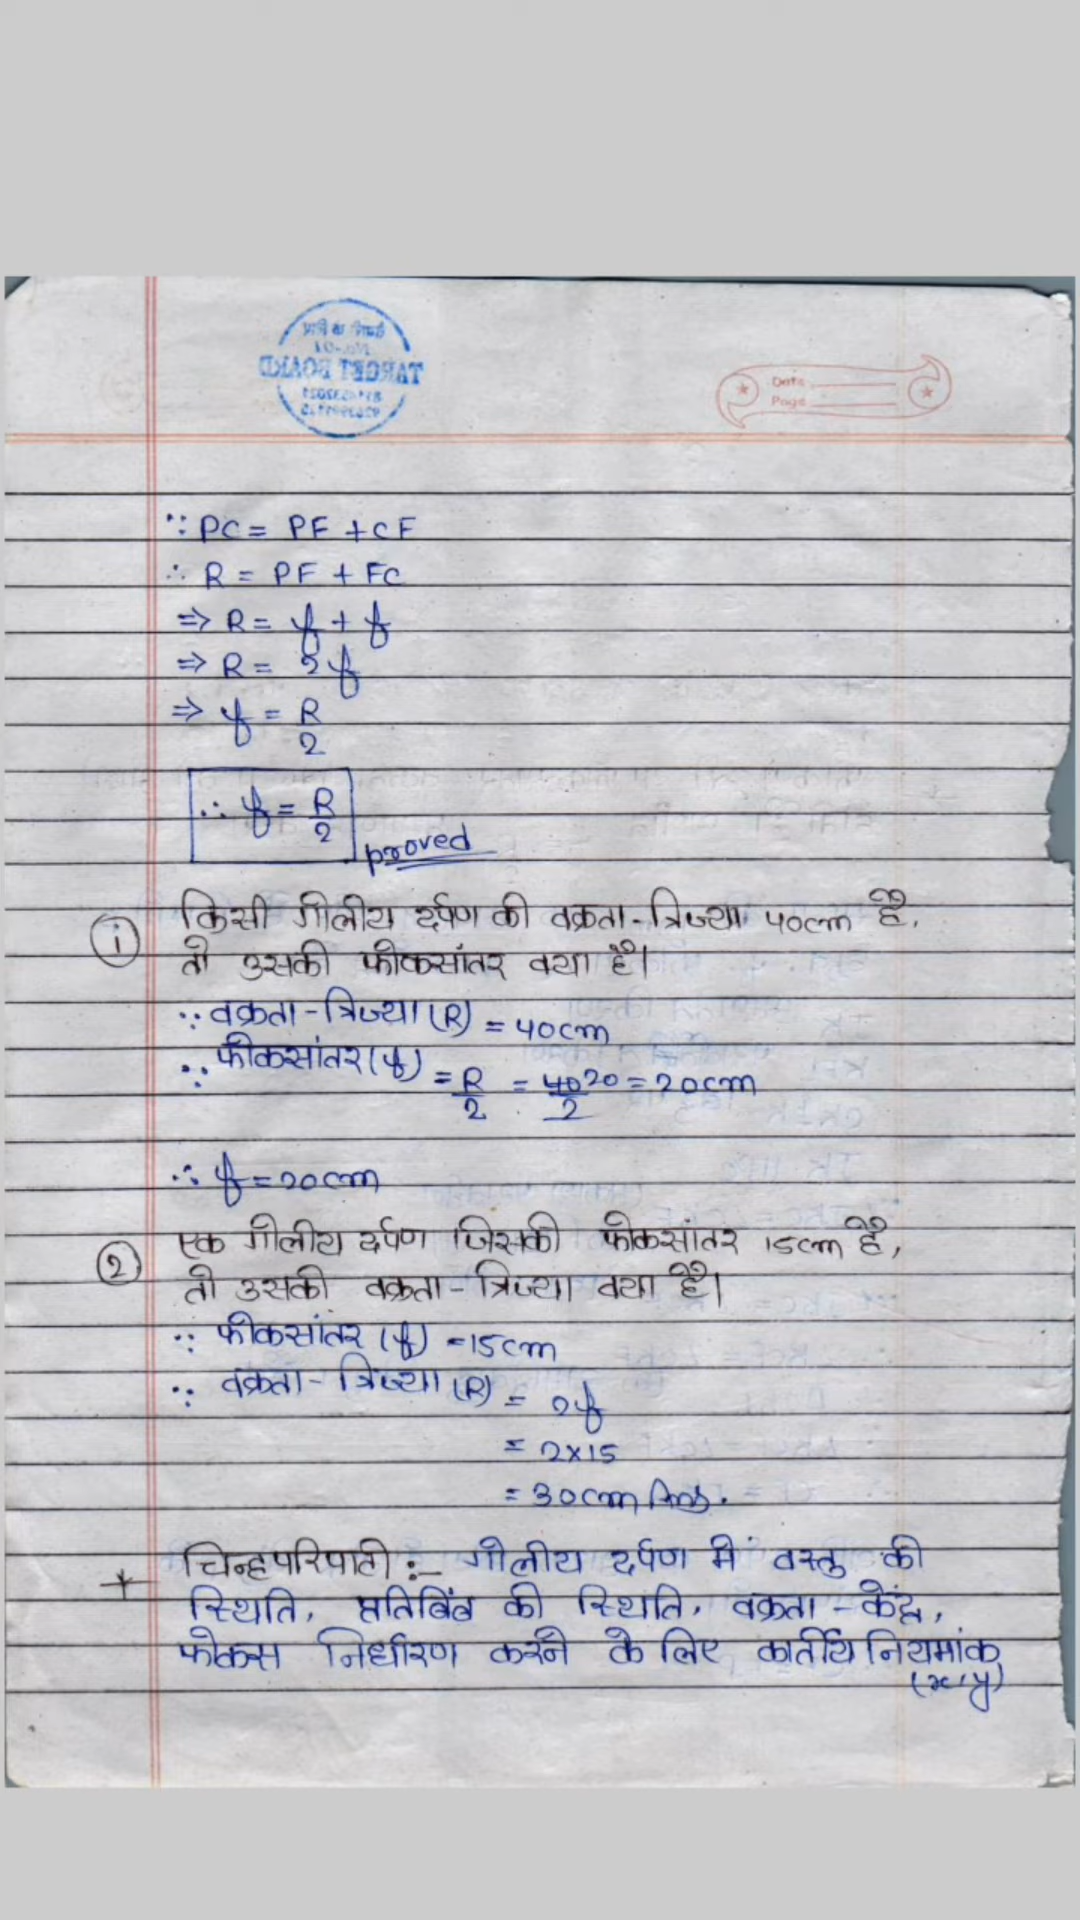 TARGET BOARD
Date
Page
∵ PC = PF + CF
∴ R = PF + FC
⇒ R = f + f
⇒ R = 2f
⇒ f = R/2
∴ f = R/2
proved
① किसी गोलीय दर्पण की वक्रता-त्रिज्या 40cm है,
तो उसकी फोकसांतर क्या है।
∵ वक्रता-त्रिज्या (R) = 40cm
∴ फोकसांतर (f) = R/2 = 40/2 20 = 20cm
∴ f = 20cm
② एक गोलीय दर्पण जिसकी फोकसांतर 15cm है,
तो उसकी वक्रता-त्रिज्या क्या है।
∵ फोकसांतर (f) = 15cm
∴ वक्रता-त्रिज्या (R) = 2f
= 2×15
= 30cm Ans.
* चिन्हपरिपाटी :- गोलीय दर्पण में वस्तु की
स्थिति, प्रतिबिंब की स्थिति, वक्रता-केंद्र,
फोकस निर्धारण करने के लिए कार्तीय नियमांक
(x,y)